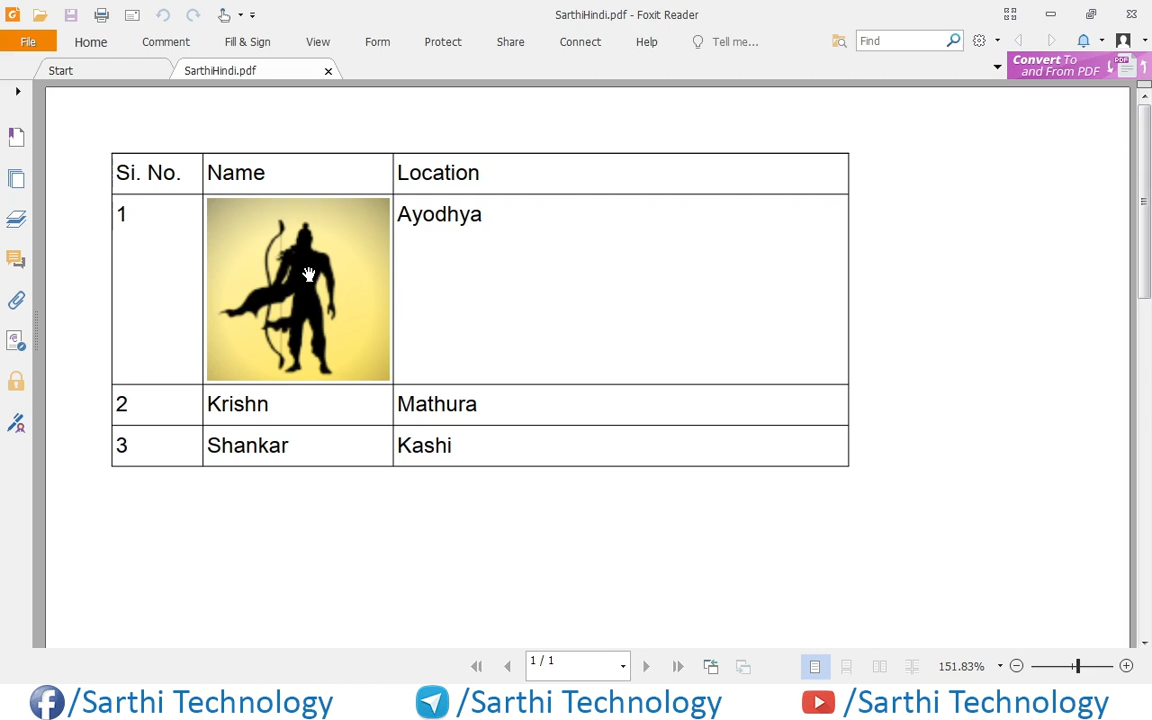 SarthiHindi.pdf - Foxit Reader
File Home Comment Fill & Sign View Form Protect Share Connect Help Tell me... Find
Start SarthiHindi.pdf
Convert To and From PDF
PDF
Si. No. Name Location
1 Ayodhya
2 Krishn Mathura
3 Shankar Kashi
1 / 1 151.83%
/Sarthi Technology /Sarthi Technology /Sarthi Technology